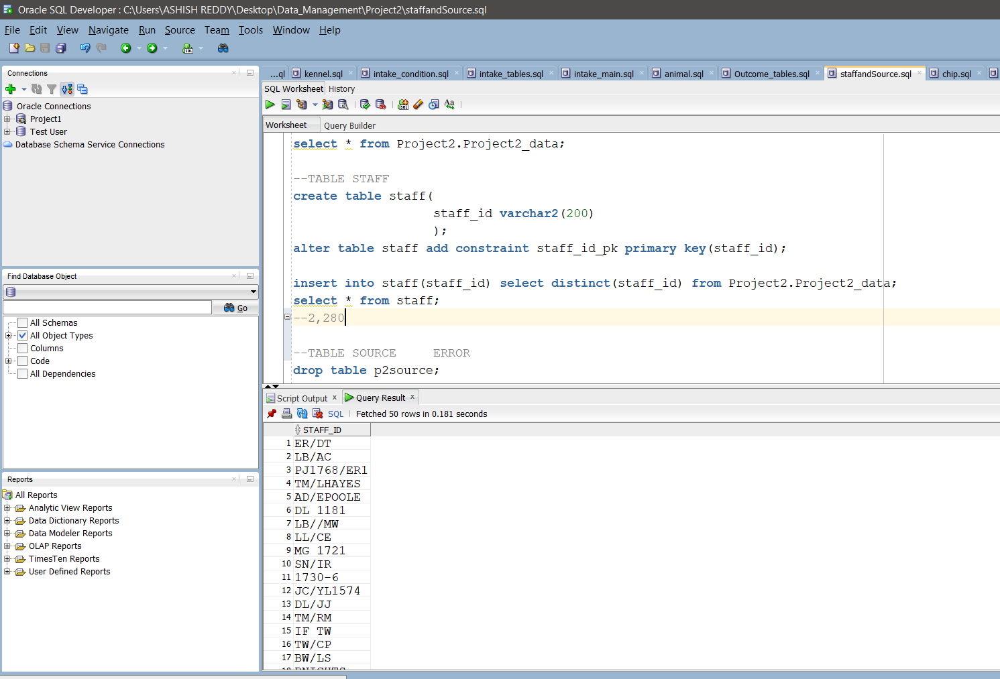 Oracle SQL Developer : C:\Users\ASHISH REDDY\Desktop\Data_Management\Project2\staffandSource.sql
File Edit View Navigate Run Source Team Tools Window Help
Connections
Oracle Connections
Project1
Test User
Database Schema Service Connections
Find Database Object
Go
All Schemas
All Object Types
Columns
Code
All Dependencies
Reports
All Reports
Analytic View Reports
Data Dictionary Reports
Data Modeler Reports
OLAP Reports
TimesTen Reports
User Defined Reports
...ql kennel.sql intake_condition.sql intake_tables.sql intake_main.sql animal.sql Outcome_tables.sql staffandSource.sql chip.sql
SQL Worksheet History
Worksheet Query Builder
select * from Project2.Project2_data;
--TABLE STAFF
create table staff(
staff_id varchar2(200)
);
alter table staff add constraint staff_id_pk primary key(staff_id);
insert into staff(staff_id) select distinct(staff_id) from Project2.Project2_data;
select * from staff;
--2,280
--TABLE SOURCE ERROR
drop table p2source;
Script Output x Query Result x
SQL Fetched 50 rows in 0.181 seconds
STAFF_ID
1 ER/DT
2 LB/AC
3 PJ1768/ER1
4 TM/LHAYES
5 AD/EPOOLE
6 DL 1181
7 LB//MW
8 LL/CE
9 MG 1721
10 SN/IR
11 1730-6
12 JC/YL1574
13 DL/JJ
14 TM/RM
15 IF TW
16 TW/CP
17 BW/LS